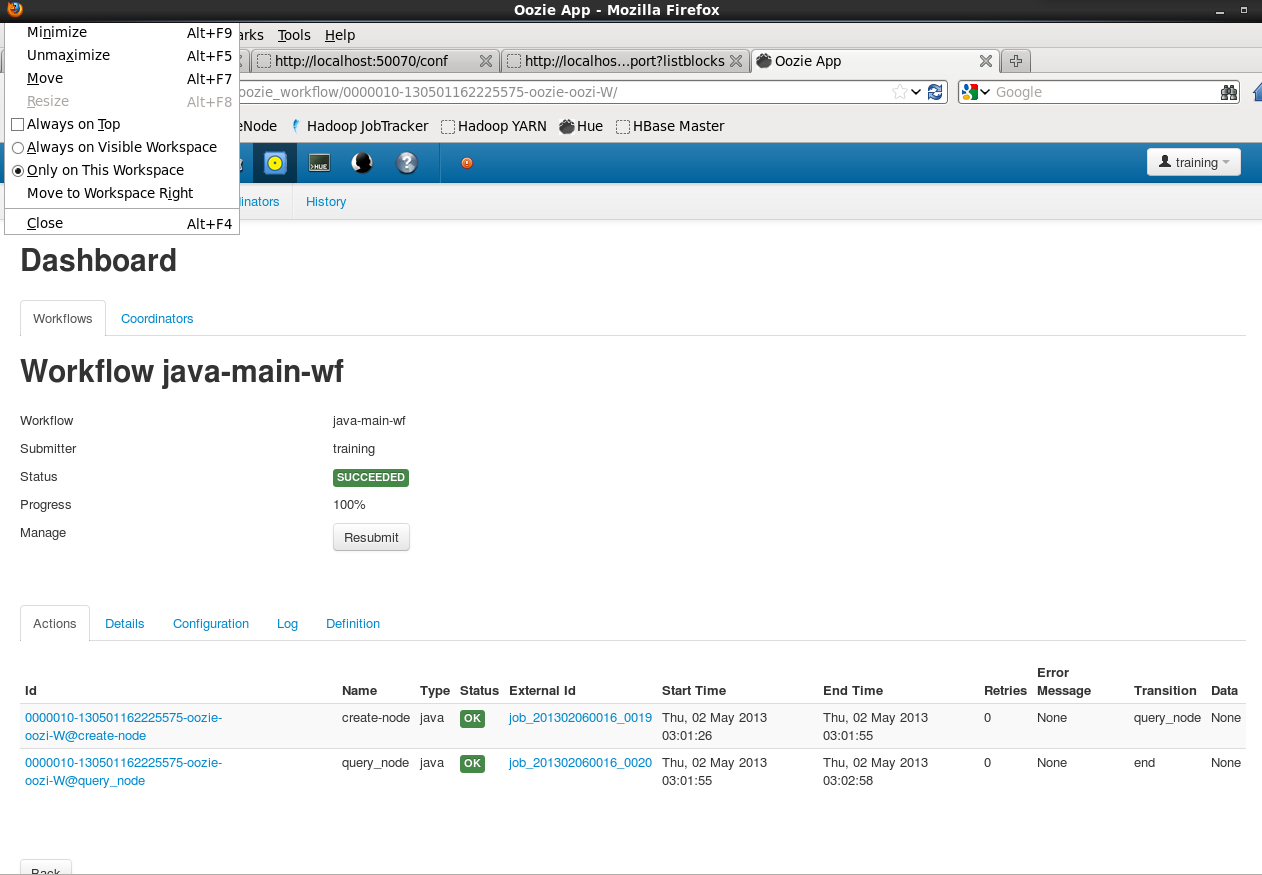 Oozie App - Mozilla Firefox
Minimize Alt+F9
Unmaximize Alt+F5
Move Alt+F7
Resize Alt+F8
Always on Top
Always on Visible Workspace
Only on This Workspace
Move to Workspace Right
Close Alt+F4
arks Tools Help
http://localhost:50070/conf http://localhos...port?listblocks Oozie App
oozie_workflow/0000010-130501162225575-oozie-oozi-W/ Google
eNode Hadoop JobTracker Hadoop YARN Hue HBase Master
HUE training
inators History
Dashboard
Workflows Coordinators
Workflow java-main-wf
Workflow java-main-wf
Submitter training
Status SUCCEEDED
Progress 100%
Manage Resubmit
Actions Details Configuration Log Definition
Id Name Type Status External Id Start Time End Time Retries Error Message Transition Data
0000010-130501162225575-oozie- create-node java OK job_201302060016_0019 Thu, 02 May 2013 Thu, 02 May 2013 0 None query_node None
oozi-W@create-node 03:01:26 03:01:55
0000010-130501162225575-oozie- query_node java OK job_201302060016_0020 Thu, 02 May 2013 Thu, 02 May 2013 0 None end None
oozi-W@query_node 03:01:55 03:02:58
Back